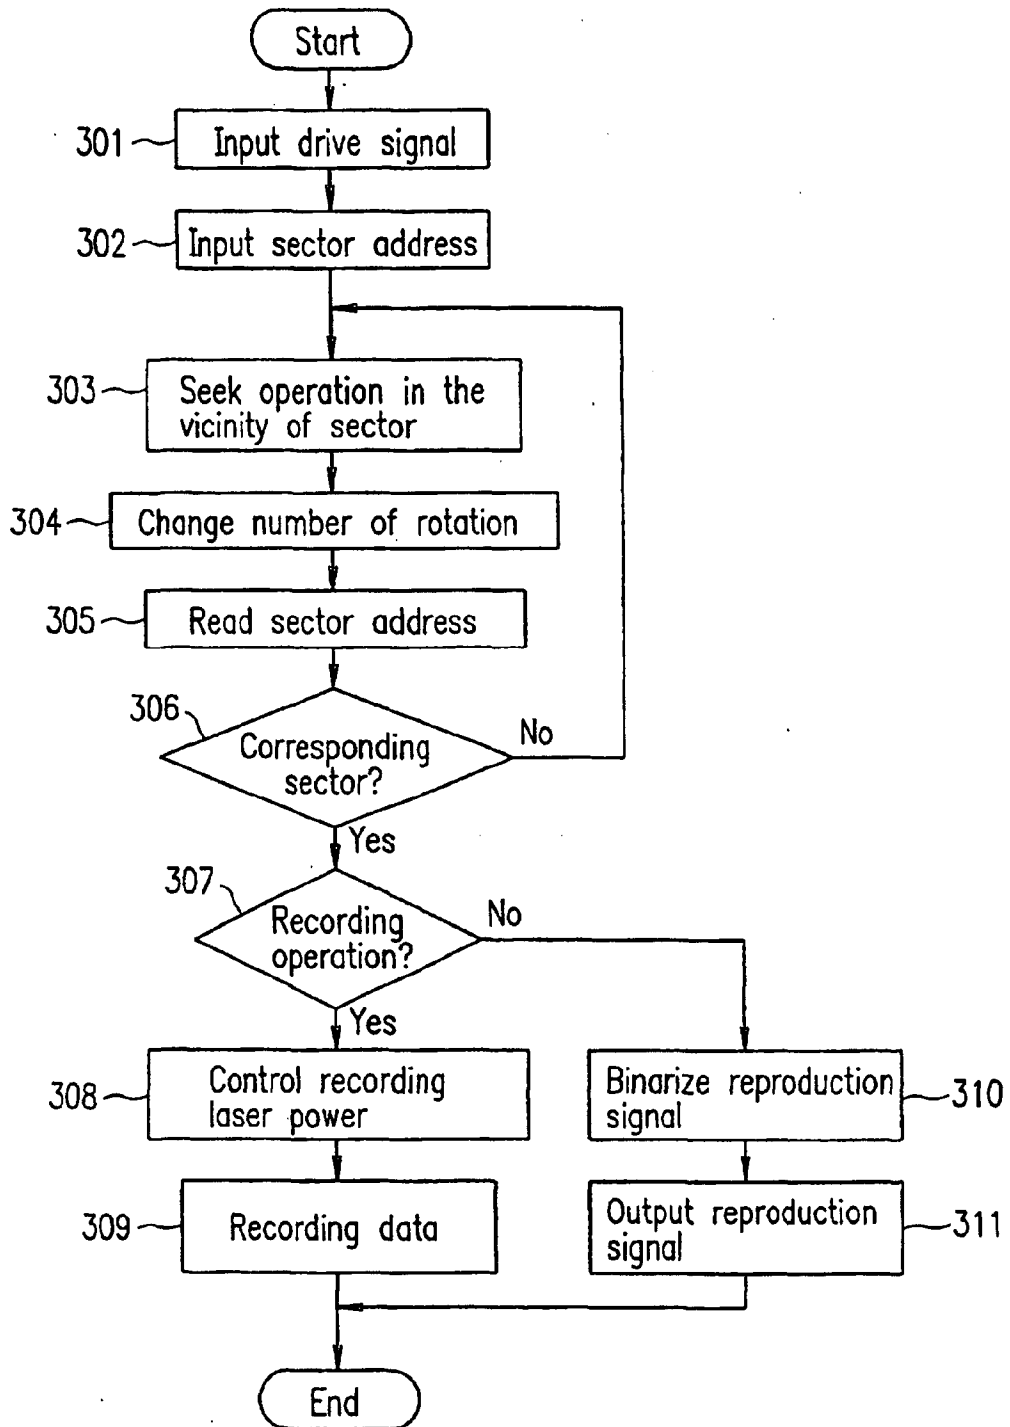 Start
301
Input drive signal
302
Input sector address
303
Seek operation in the
vicinity of sector
304
Change number of rotation
305
Read sector address
306
Corresponding
sector?
No
Yes
307
Recording
operation?
No
Yes
308
Control recording
laser power
Binarize reproduction
signal
310
309
Recording data
Output reproduction
signal
311
End